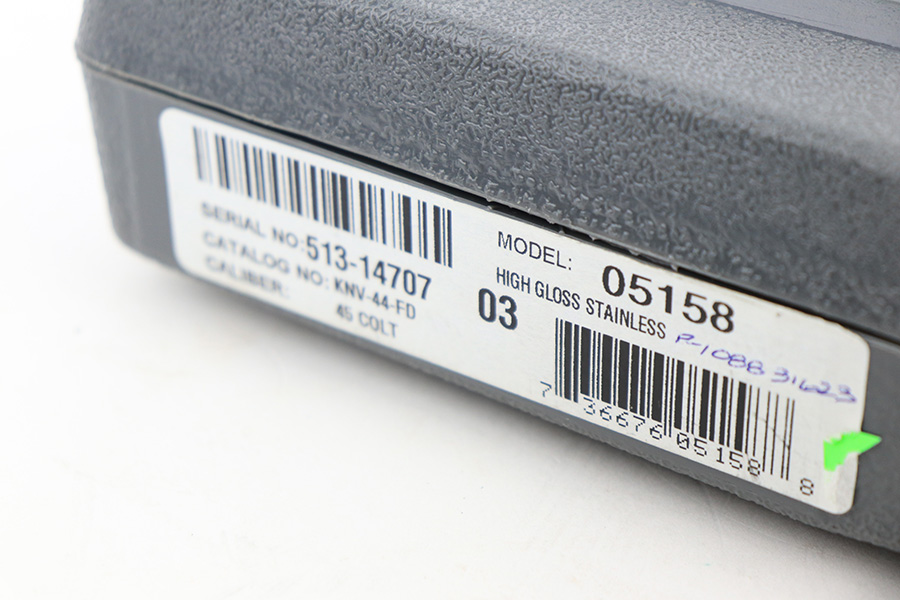 SERIAL NO: 513-14707
CATALOG NO: KNV-44-FD
CALIBER: 45 COLT
MODEL: 05158
HIGH GLOSS STAINLESS
03
P-1088 31623
7 36676 05158 8